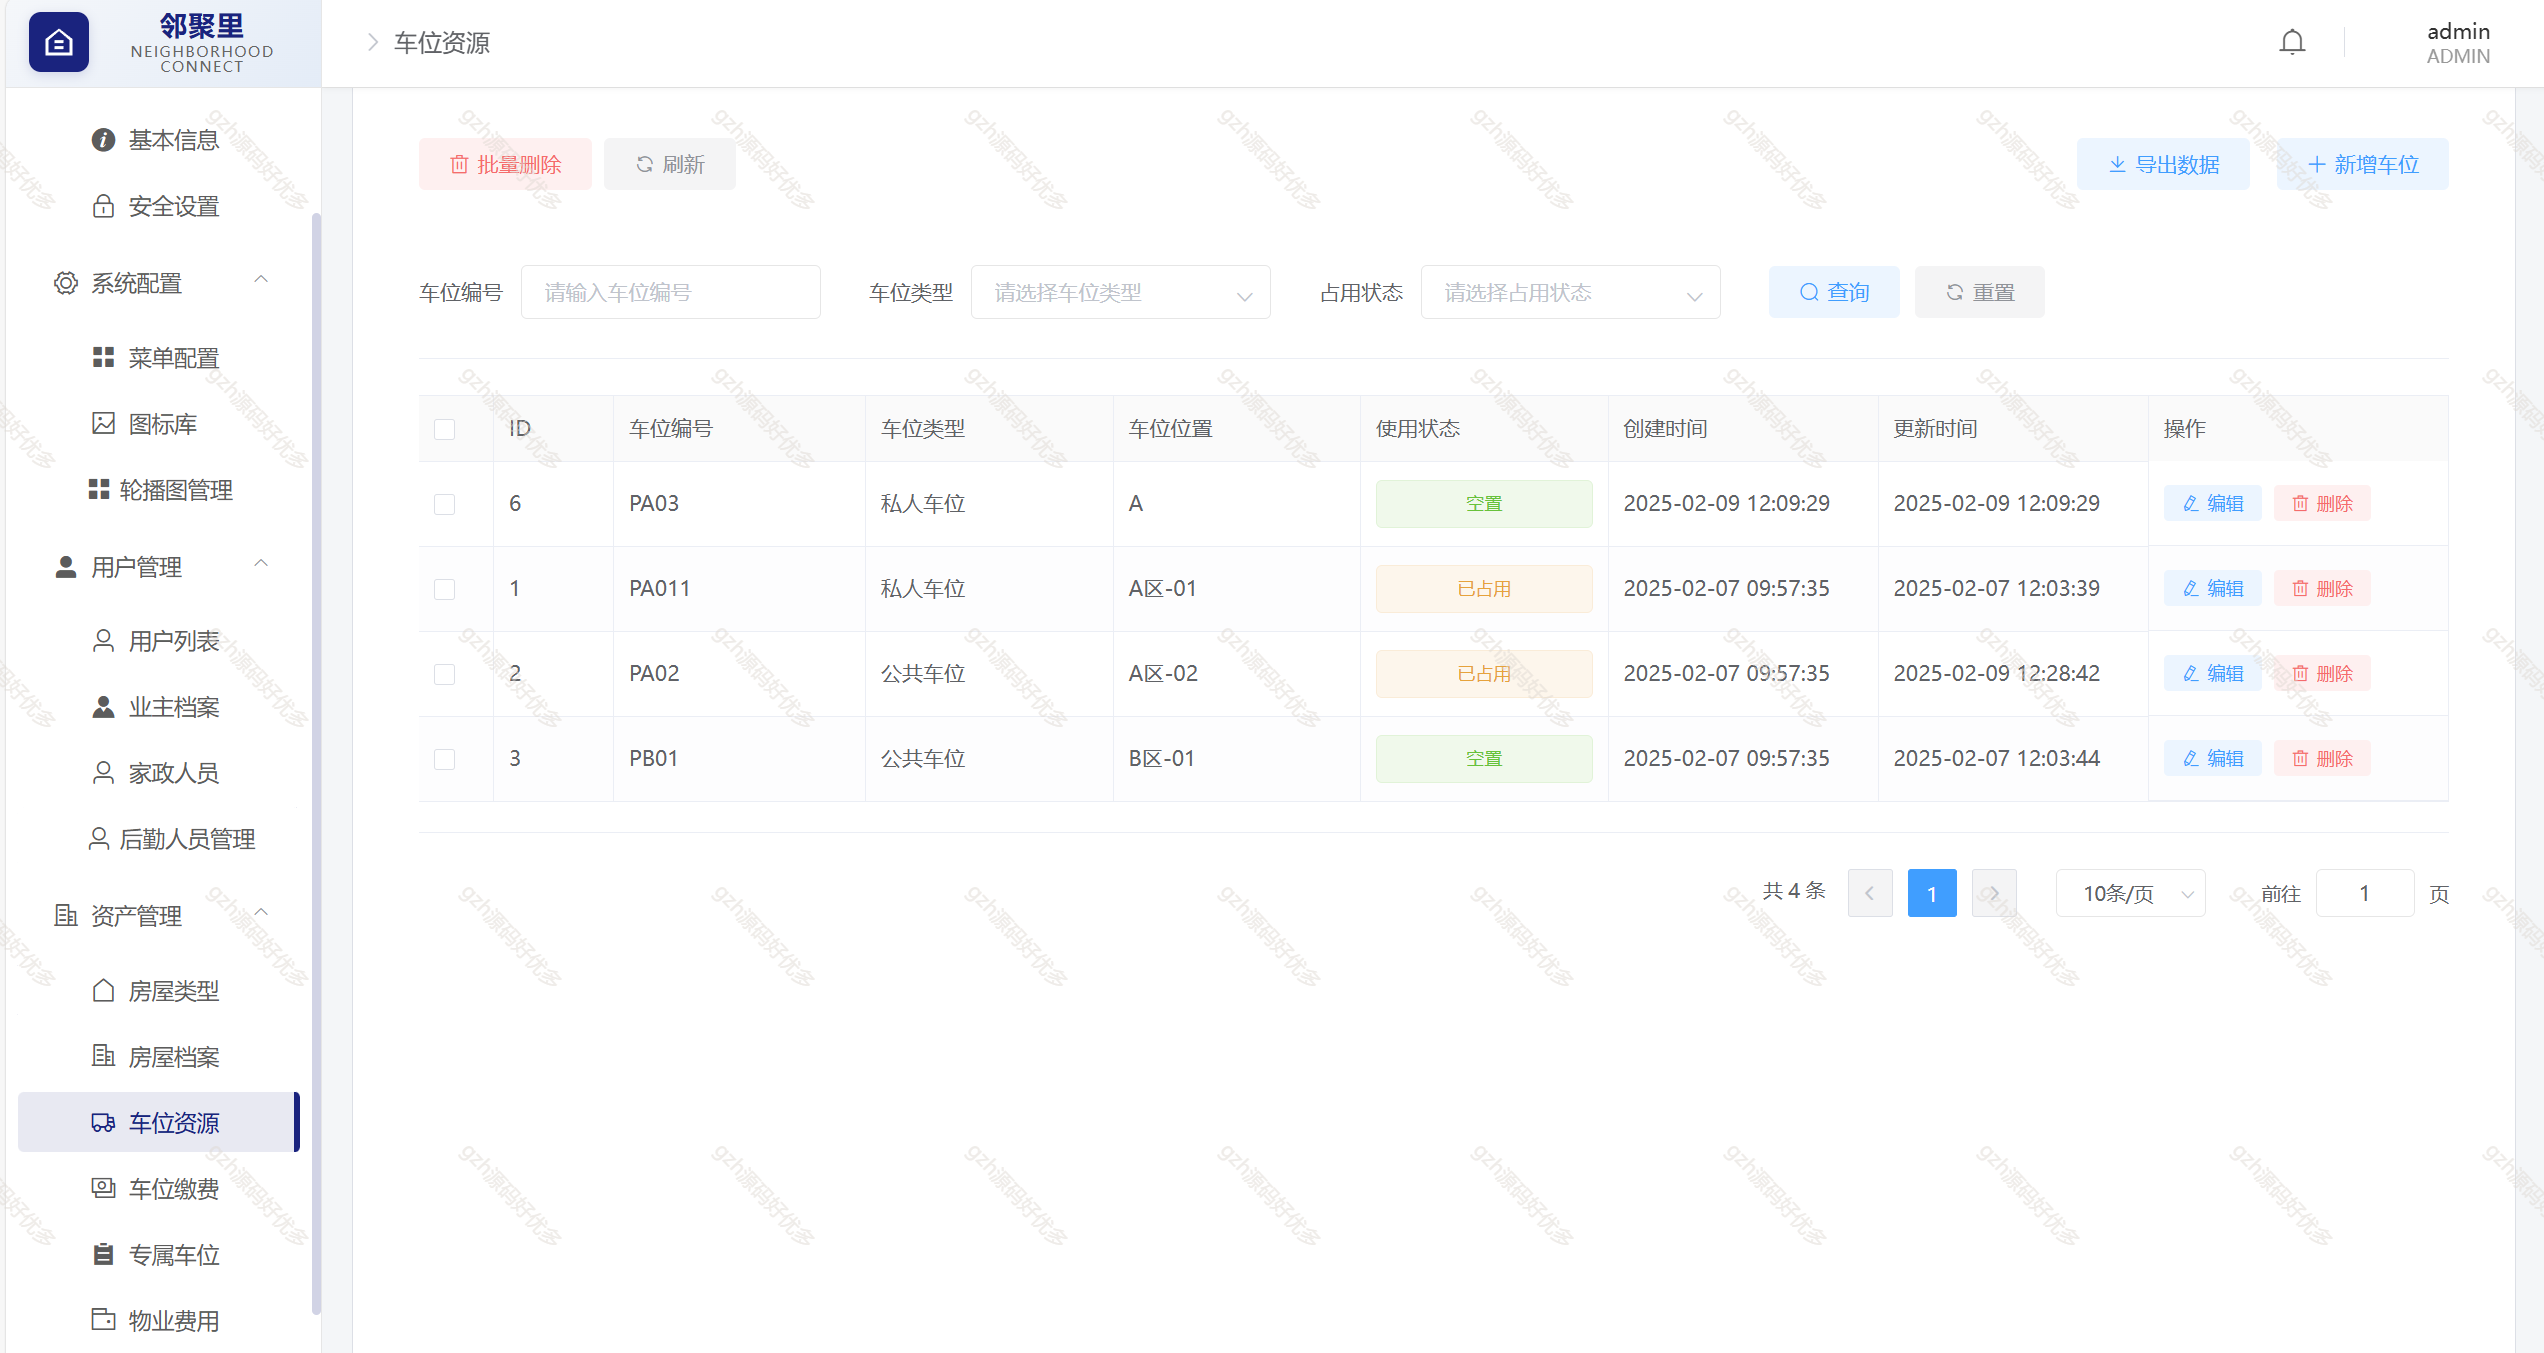 邻聚里
NEIGHBORHOOD
CONNECT
车位资源
admin
ADMIN
基本信息
安全设置
系统配置
菜单配置
图标库
轮播图管理
用户管理
用户列表
业主档案
家政人员
后勤人员管理
资产管理
房屋类型
房屋档案
车位资源
车位缴费
专属车位
物业费用
批量删除 刷新 导出数据 新增车位
车位编号 请输入车位编号 车位类型 请选择车位类型 占用状态 请选择占用状态 查询 重置
ID 车位编号 车位类型 车位位置 使用状态 创建时间 更新时间 操作
6 PA03 私人车位 A 空置 2025-02-09 12:09:29 2025-02-09 12:09:29 编辑 删除
1 PA011 私人车位 A区-01 已占用 2025-02-07 09:57:35 2025-02-07 12:03:39 编辑 删除
2 PA02 公共车位 A区-02 已占用 2025-02-07 09:57:35 2025-02-09 12:28:42 编辑 删除
3 PB01 公共车位 B区-01 空置 2025-02-07 09:57:35 2025-02-07 12:03:44 编辑 删除
共 4 条 1 10条/页 前往 1 页
gzh源码好优多